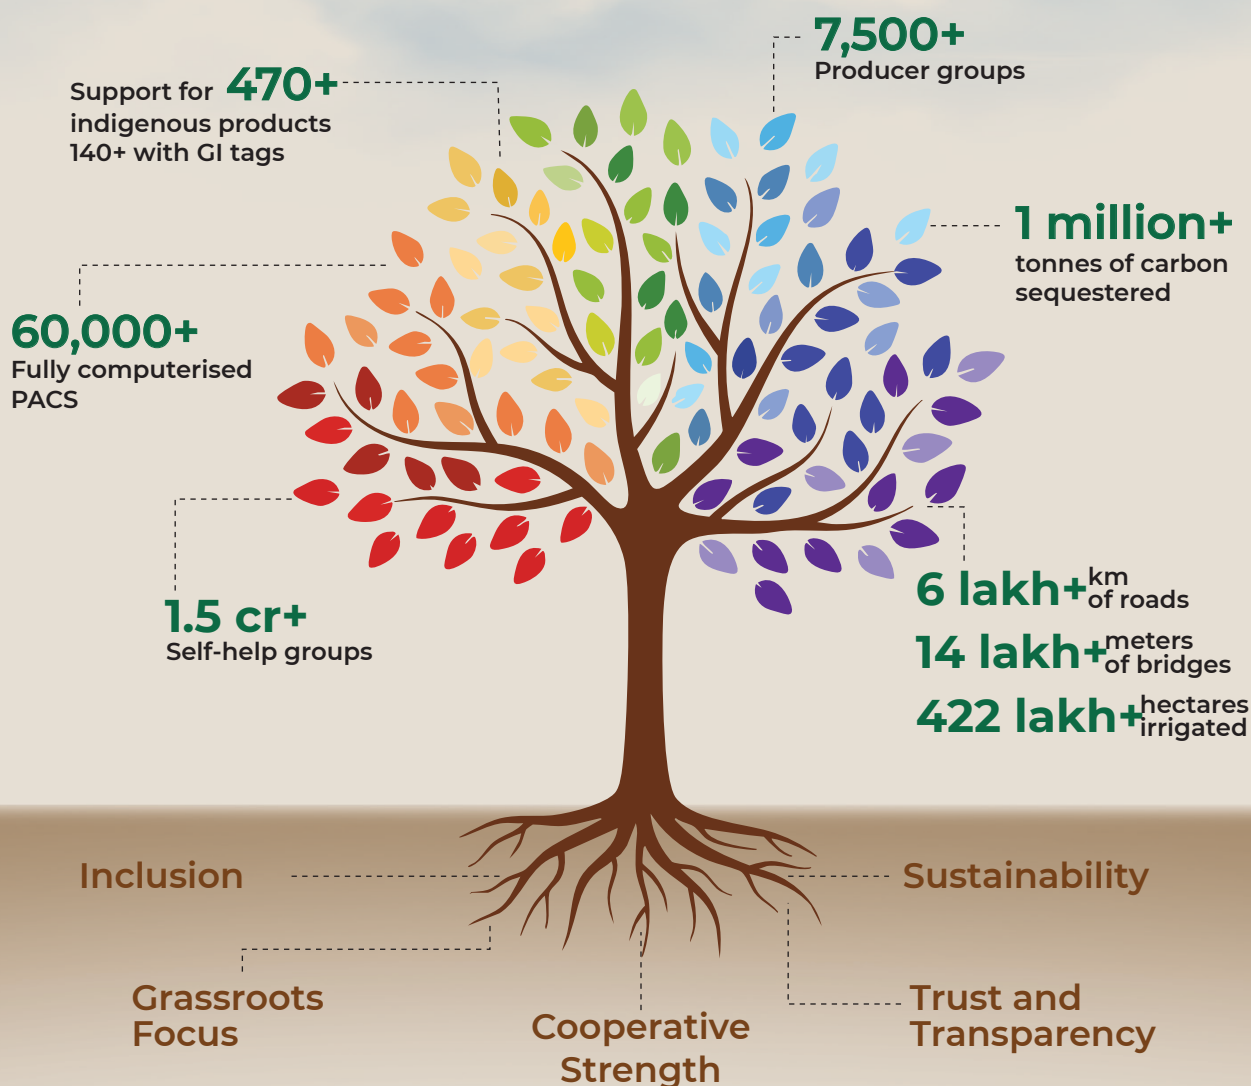 7,500+
Producer groups
Support for 470+
indigenous products
140+ with GI tags
1 million+
tonnes of carbon
sequestered
60,000+
Fully computerised
PACS
1.5 cr+
Self-help groups
6 lakh+ km
of roads
14 lakh+ meters
of bridges
422 lakh+ hectares
irrigated
Inclusion
Sustainability
Grassroots
Focus
Cooperative
Strength
Trust and
Transparency